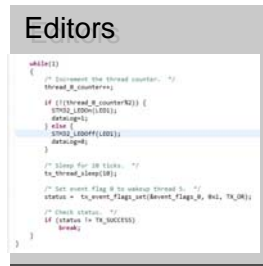 Editors
while(1)
{
/* Increment the thread counter. */
thread_0_counter++;
if (!(thread_0_counter%2)) {
STM32_LEDOn(LED1);
dataLog=1;
} else {
STM32_LEDOff(LED1);
dataLog=0;
}
/* Sleep for 10 ticks. */
tx_thread_sleep(10);
/* Set event flag 0 to wakeup thread 5. */
status = tx_event_flags_set(&event_flags_0, 0x1, TX_OR);
/* Check status. */
if (status != TX_SUCCESS)
break;
}
}